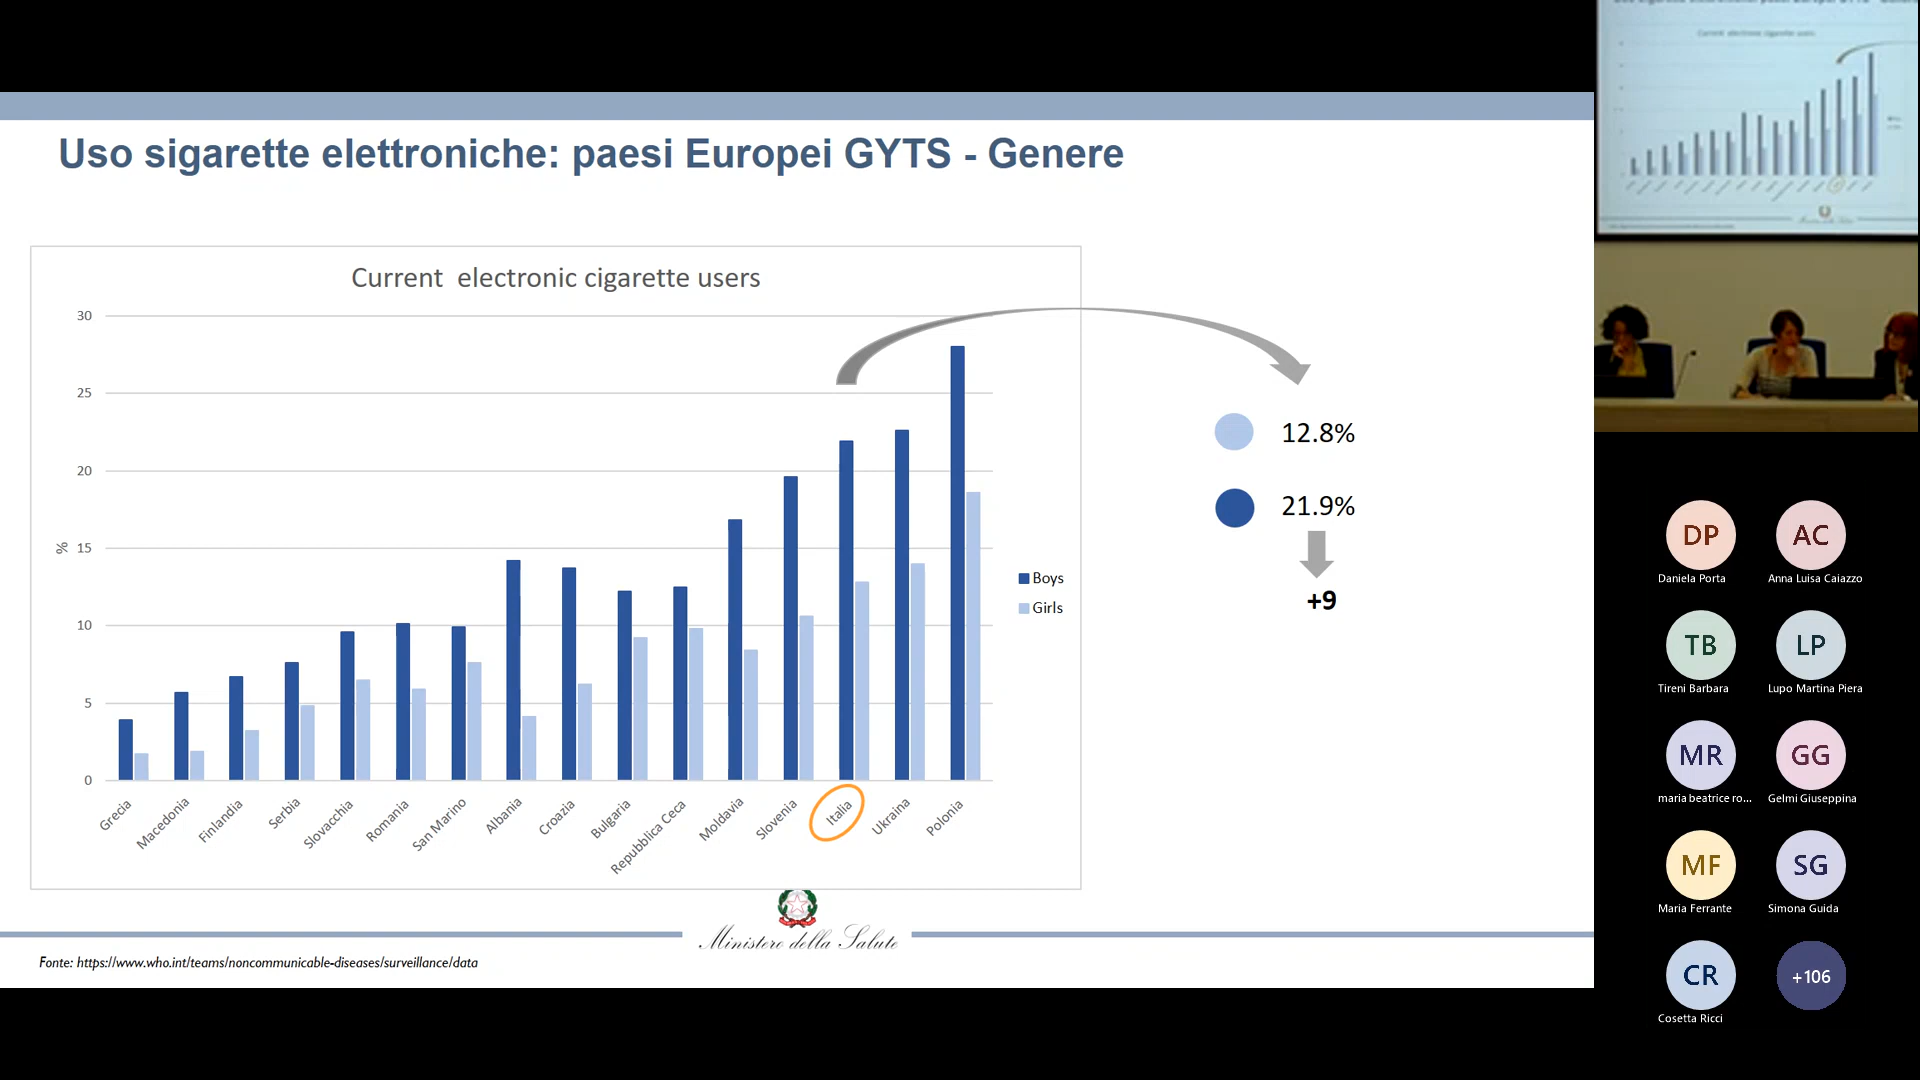 Uso sigarette elettroniche: paesi Europei GYTS - Genere
Current electronic cigarette users
30
25
20
15
10
5
0
%
Grecia
Macedonia
Finlandia
Serbia
Slovacchia
Romania
San Marino
Albania
Croazia
Bulgaria
Repubblica Ceca
Moldavia
Slovenia
Italia
Ukraina
Polonia
Boys
Girls
12.8%
21.9%
+9
Ministero della Salute
Fonte: https://www.who.int/teams/noncommunicable-diseases/surveillance/data
Current electronic cigarette users
DP
Daniela Porta
AC
Anna Luisa Caiazzo
TB
Tireni Barbara
LP
Lupo Martina Piera
MR
maria beatrice ro...
GG
Gelmi Giuseppina
MF
Maria Ferrante
SG
Simona Guida
CR
Cosetta Ricci
+106